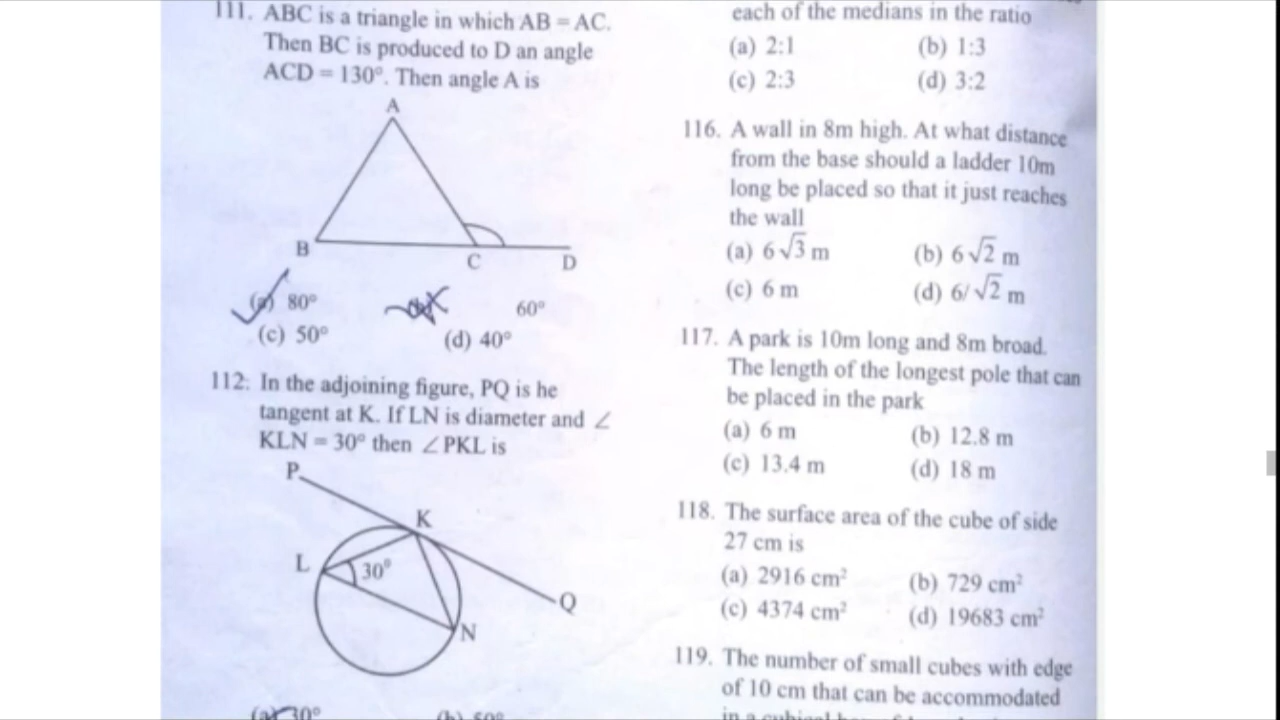 111. ABC is a triangle in which AB = AC.
Then BC is produced to D an angle
ACD = 130°. Then angle A is
A
B
C
D
(a) 80°
60°
(c) 50°
(d) 40°
112. In the adjoining figure, PQ is he
tangent at K. If LN is diameter and ∠
KLN = 30° then ∠PKL is
P
K
L
30°
Q
N
(a) 30°
(b) 50°
each of the medians in the ratio
(a) 2:1
(b) 1:3
(c) 2:3
(d) 3:2
116. A wall in 8m high. At what distance
from the base should a ladder 10m
long be placed so that it just reaches
the wall
(a) 6√3 m
(b) 6√2 m
(c) 6 m
(d) 6/√2 m
117. A park is 10m long and 8m broad.
The length of the longest pole that can
be placed in the park
(a) 6 m
(b) 12.8 m
(c) 13.4 m
(d) 18 m
118. The surface area of the cube of side
27 cm is
(a) 2916 cm²
(b) 729 cm²
(c) 4374 cm²
(d) 19683 cm²
119. The number of small cubes with edge
of 10 cm that can be accommodated
in a cubical